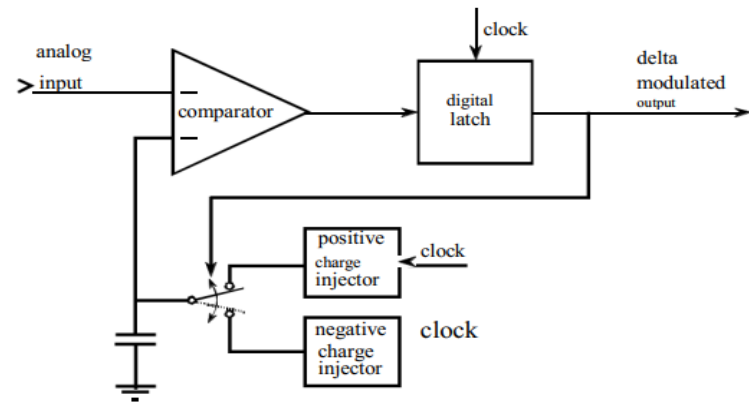 clock
analog
input
delta
modulated
output
comparator
digital
latch
positive
charge
injector
clock
negative
charge
injector
clock